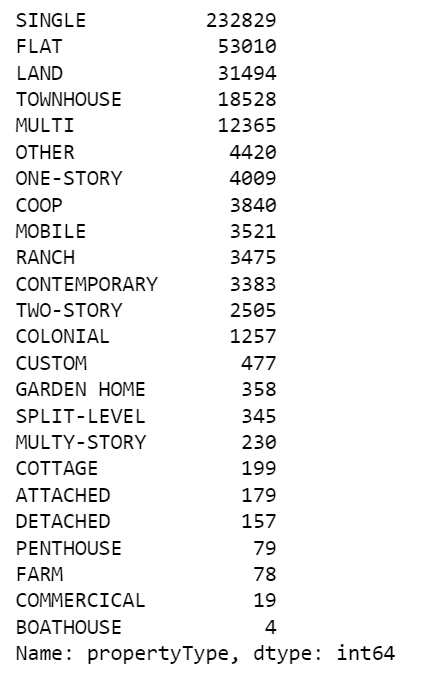 SINGLE 232829
FLAT 53010
LAND 31494
TOWNHOUSE 18528
MULTI 12365
OTHER 4420
ONE-STORY 4009
COOP 3840
MOBILE 3521
RANCH 3475
CONTEMPORARY 3383
TWO-STORY 2505
COLONIAL 1257
CUSTOM 477
GARDEN HOME 358
SPLIT-LEVEL 345
MULTY-STORY 230
COTTAGE 199
ATTACHED 179
DETACHED 157
PENTHOUSE 79
FARM 78
COMMERCICAL 19
BOATHOUSE 4
Name: propertyType, dtype: int64